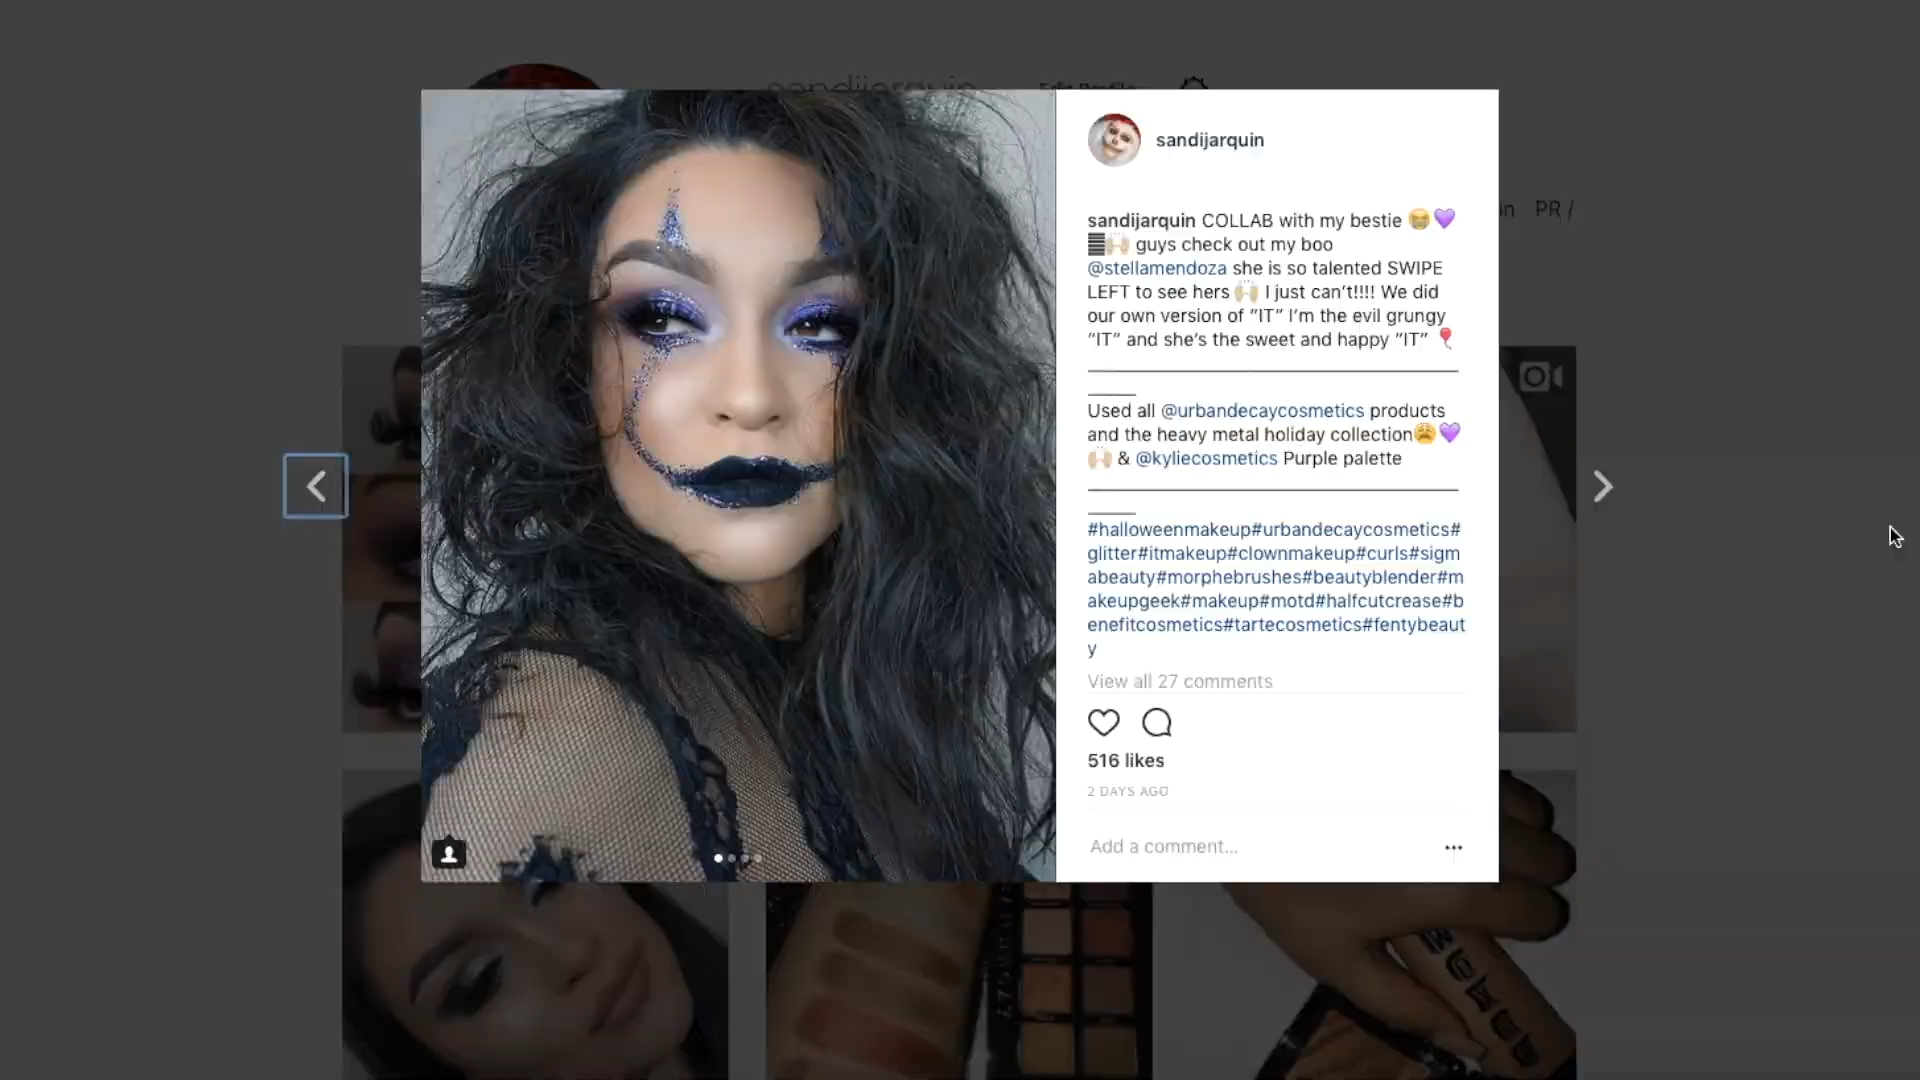 sandijarquin Edit Profile
sandijarquin
in PR /
sandijarquin COLLAB with my bestie 😭💜
🙌🏼 guys check out my boo
@stellamendoza she is so talented SWIPE
LEFT to see hers 🙌🏼 I just can't!!!! We did
our own version of "IT" I'm the evil grungy
"IT" and she's the sweet and happy "IT" 🎈
Used all @urbandecaycosmetics products
and the heavy metal holiday collection😩💜
🙌🏼 & @kyliecosmetics Purple palette
#halloweenmakeup#urbandecaycosmetics#
glitter#itmakeup#clownmakeup#curls#sigm
abeauty#morphebrushes#beautyblender#m
akeupgeek#makeup#motd#halfcutcrease#b
enefitcosmetics#tartecosmetics#fentybeaut
y
View all 27 comments
516 likes
2 DAYS AGO
Add a comment...